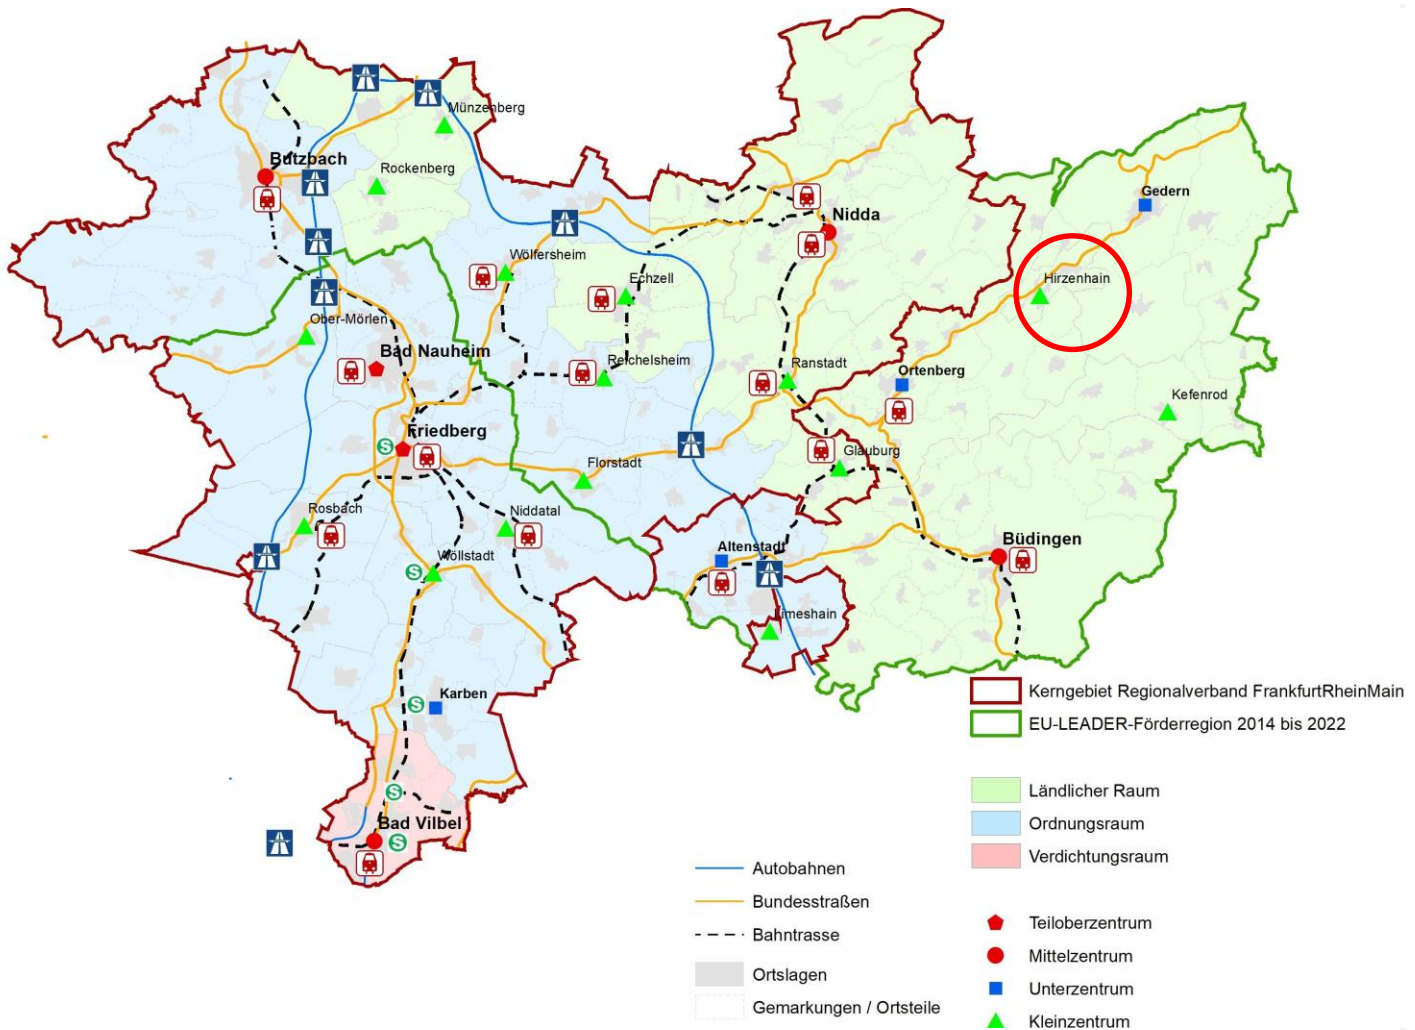 Münzenberg
Butzbach
Rockenberg
Gedern
Nidda
Wölfersheim
Echzell
Hirzenhain
Ober-Mörlen
Bad Nauheim
Reichelsheim
Ranstadt
Ortenberg
Kefenrod
Friedberg
S
Glauburg
Florstadt
Rosbach
Niddatal
Altenstadt
Büdingen
S
Wöllstadt
Limeshain
Karben
S
Kerngebiet Regionalverband FrankfurtRheinMain
EU-LEADER-Förderregion 2014 bis 2022
S
Ländlicher Raum
Bad Vilbel
S
Ordnungsraum
Verdichtungsraum
Autobahnen
Bundesstraßen
Bahntrasse
Ortslagen
Gemarkungen / Ortsteile
Teiloberzentrum
Mittelzentrum
Unterzentrum
Kleinzentrum